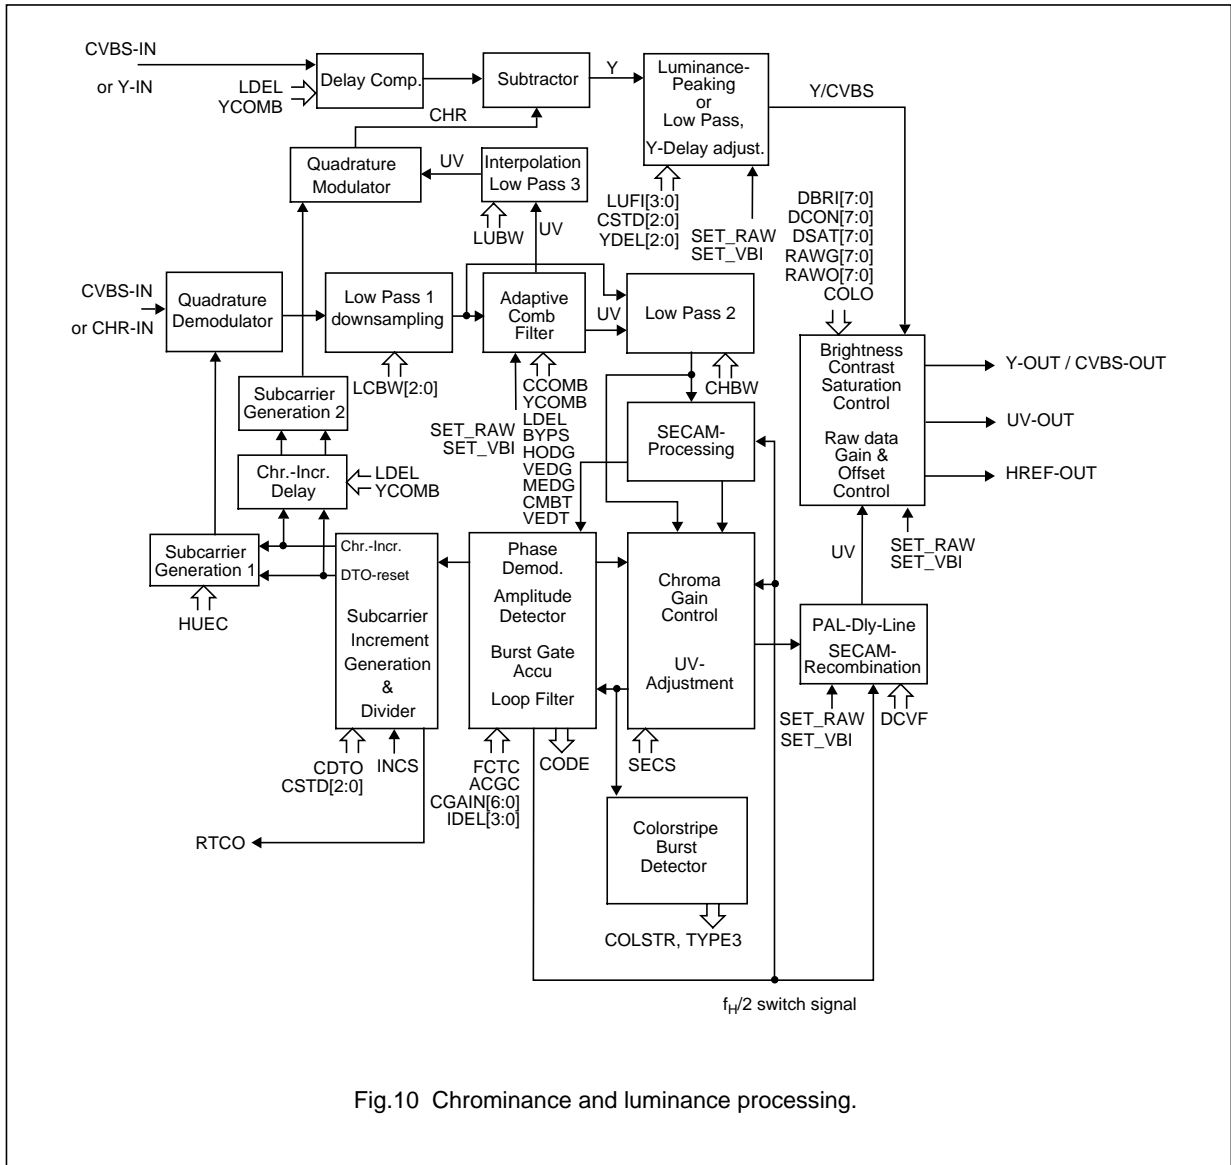 CVBS-IN
or Y-IN
LDEL
YCOMB
Delay Comp.
Subtractor
Y
Luminance-
Peaking
or
Low Pass,
Y-Delay adjust.
Y/CVBS
CHR
Quadrature
Modulator
UV
Interpolation
Low Pass 3
LUBW
UV
LUFI[3:0]
CSTD[2:0]
YDEL[2:0]
SET_RAW
SET_VBI
DBRI[7:0]
DCON[7:0]
DSAT[7:0]
RAWG[7:0]
RAWO[7:0]
COLO
CVBS-IN
or CHR-IN
Quadrature
Demodulator
Low Pass 1
downsampling
LCBW[2:0]
Adaptive
Comb
Filter
UV
Low Pass 2
CHBW
Brightness
Contrast
Saturation
Control
Raw data
Gain &
Offset
Control
Y-OUT / CVBS-OUT
UV-OUT
HREF-OUT
SET_RAW
SET_VBI
CCOMB
YCOMB
LDEL
BYPS
HODG
VEDG
MEDG
CMBT
VEDT
SET_RAW
SET_VBI
Subcarrier
Generation 2
Chr.-Incr.
Delay
LDEL
YCOMB
SECAM-
Processing
Subcarrier
Generation 1
HUEC
Chr.-Incr.
DTO-reset
Subcarrier
Increment
Generation
&
Divider
CDTO
CSTD[2:0]
INCS
RTCO
Phase
Demod.
Amplitude
Detector
Burst Gate
Accu
Loop Filter
FCTC
ACGC
CGAIN[6:0]
IDEL[3:0]
CODE
Chroma
Gain
Control
UV-
Adjustment
SECS
UV
PAL-Dly-Line
SECAM-
Recombination
SET_RAW
SET_VBI
DCVF
Colorstripe
Burst
Detector
COLSTR, TYPE3
fH/2 switch signal
Fig.10 Chrominance and luminance processing.